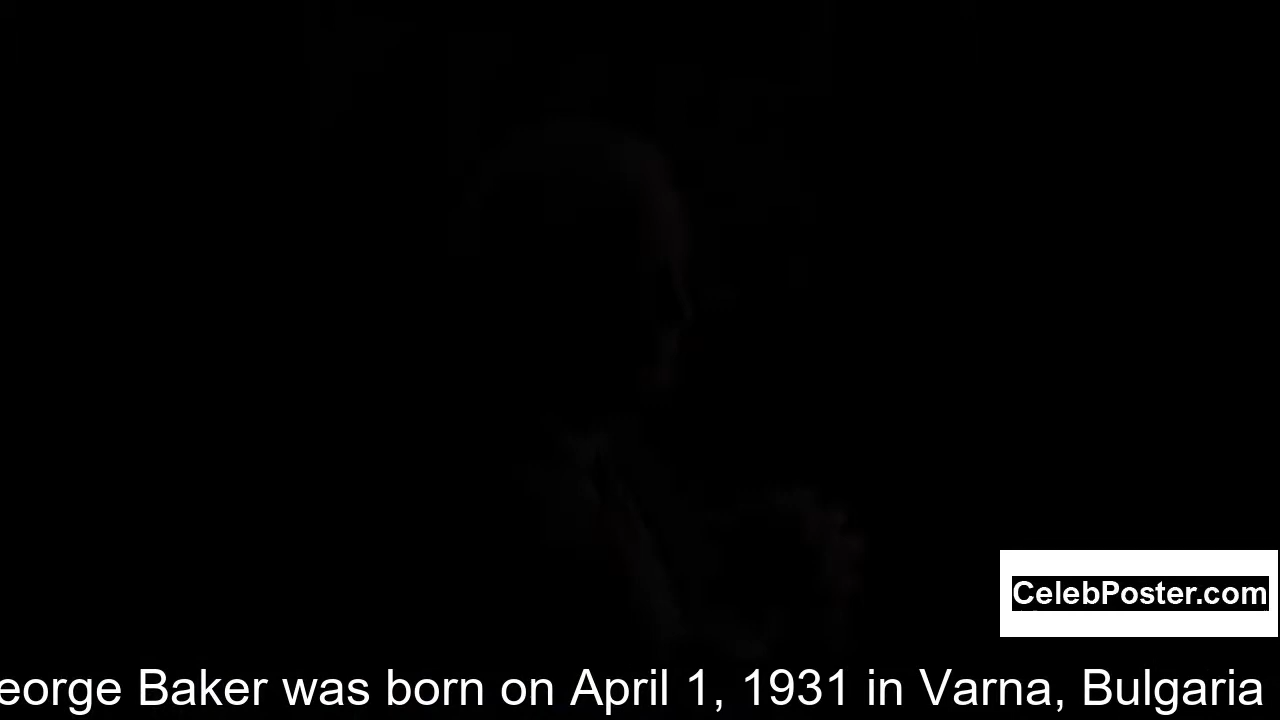 CelebPoster.com
eorge Baker was born on April 1, 1931 in Varna, Bulgaria